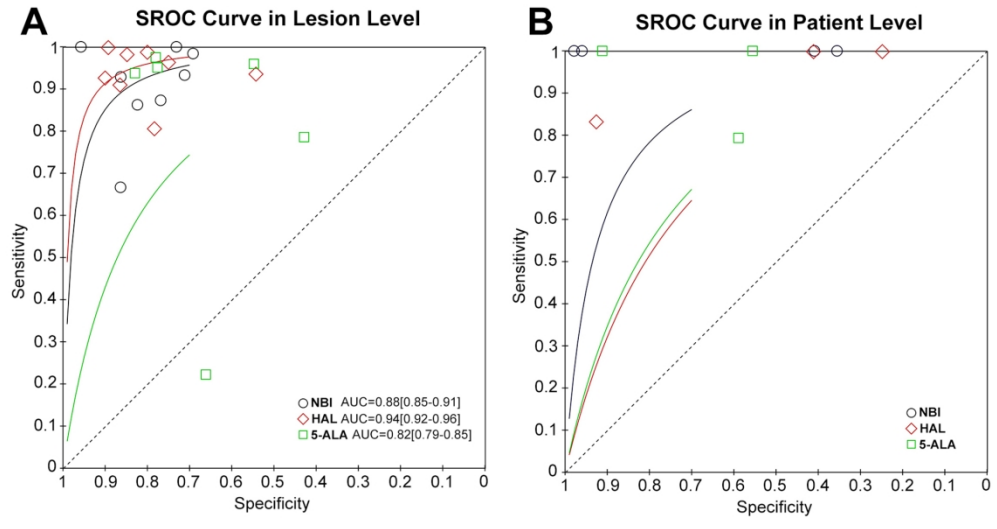 A
SROC Curve in Lesion Level
1
0.9
0.8
0.7
0.6
0.5
0.4
0.3
0.2
0.1
0
Sensitivity
NBI AUC=0.88[0.85-0.91]
HAL AUC=0.94[0.92-0.96]
5-ALA AUC=0.82[0.79-0.85]
1 0.9 0.8 0.7 0.6 0.5 0.4 0.3 0.2 0.1 0
Specificity
B
SROC Curve in Patient Level
1
0.9
0.8
0.7
0.6
0.5
0.4
0.3
0.2
0.1
0
Sensitivity
NBI
HAL
5-ALA
1 0.9 0.8 0.7 0.6 0.5 0.4 0.3 0.2 0.1 0
Specificity